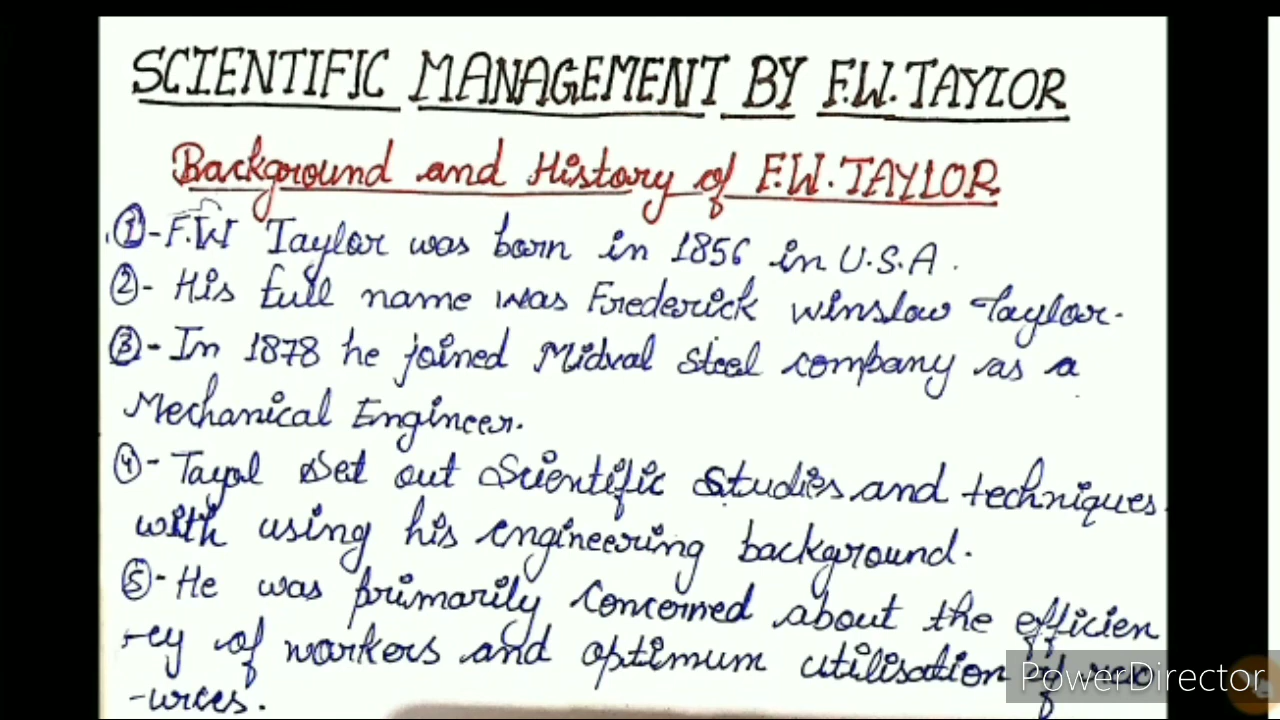 SCIENTIFIC MANAGEMENT BY F.W.TAYLOR
Background and History of F.W.TAYLOR
①-F.W Taylor was born in 1856 in U.S.A.
②- His full name was Frederick winslow Taylor.
③-In 1878 he joined Midval Steel company as a
Mechanical Engineer.
④- Tayol set out Scientific Studies and techniques.
with using his engineering background.
⑤- He was primarily concerned about the efficien
-cy of workers and optimum utilisation of
-urces.
PowerDirector